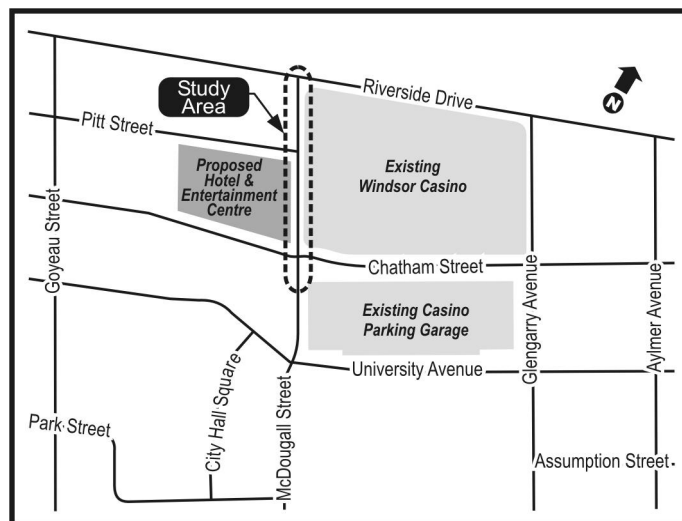 Riverside Drive
Study
Area
N
Pitt Street
Proposed
Hotel &
Entertainment
Centre
Existing
Windsor Casino
Goyeau Street
Chatham Street
Glengarry Avenue
Aylmer Avenue
Existing Casino
Parking Garage
University Avenue
City Hall Square
McDougall Street
Park Street
Assumption Street